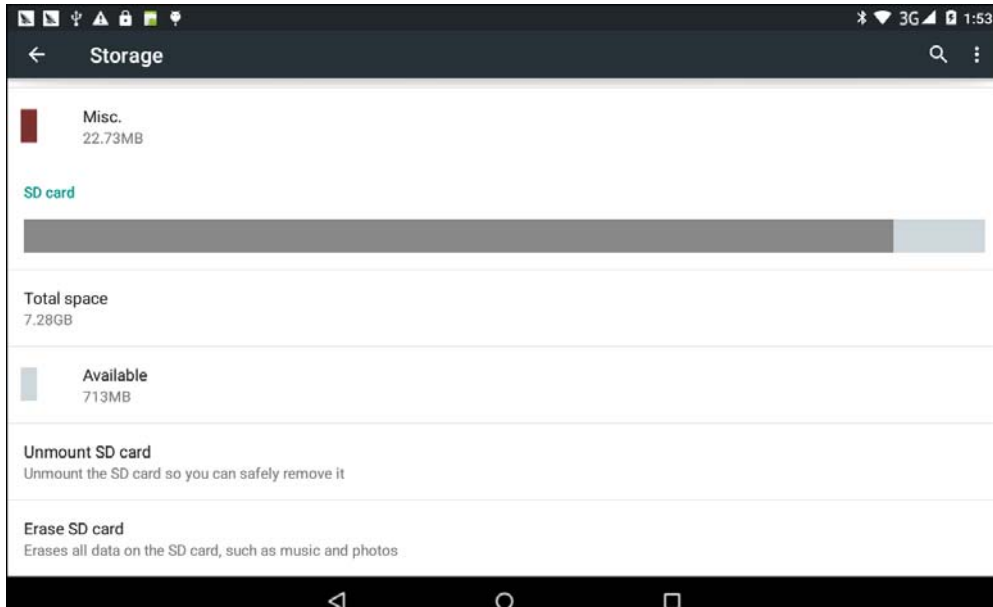 3G 1:53
Storage
Misc.
22.73MB
SD card
Total space
7.28GB
Available
713MB
Unmount SD card
Unmount the SD card so you can safely remove it
Erase SD card
Erases all data on the SD card, such as music and photos